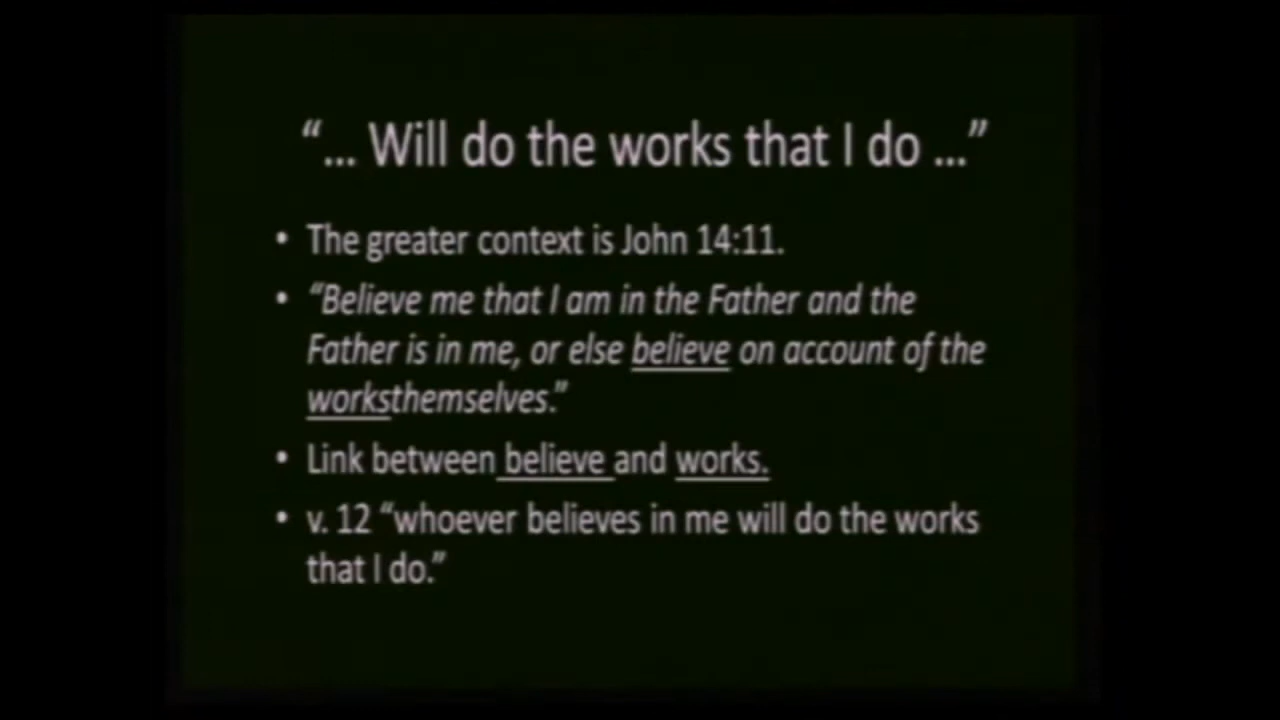 “... Will do the works that I do ...”
• The greater context is John 14:11.
• “Believe me that I am in the Father and the
Father is in me, or else believe on account of the
worksthemselves.”
• Link between believe and works.
• v. 12 “whoever believes in me will do the works
that I do.”